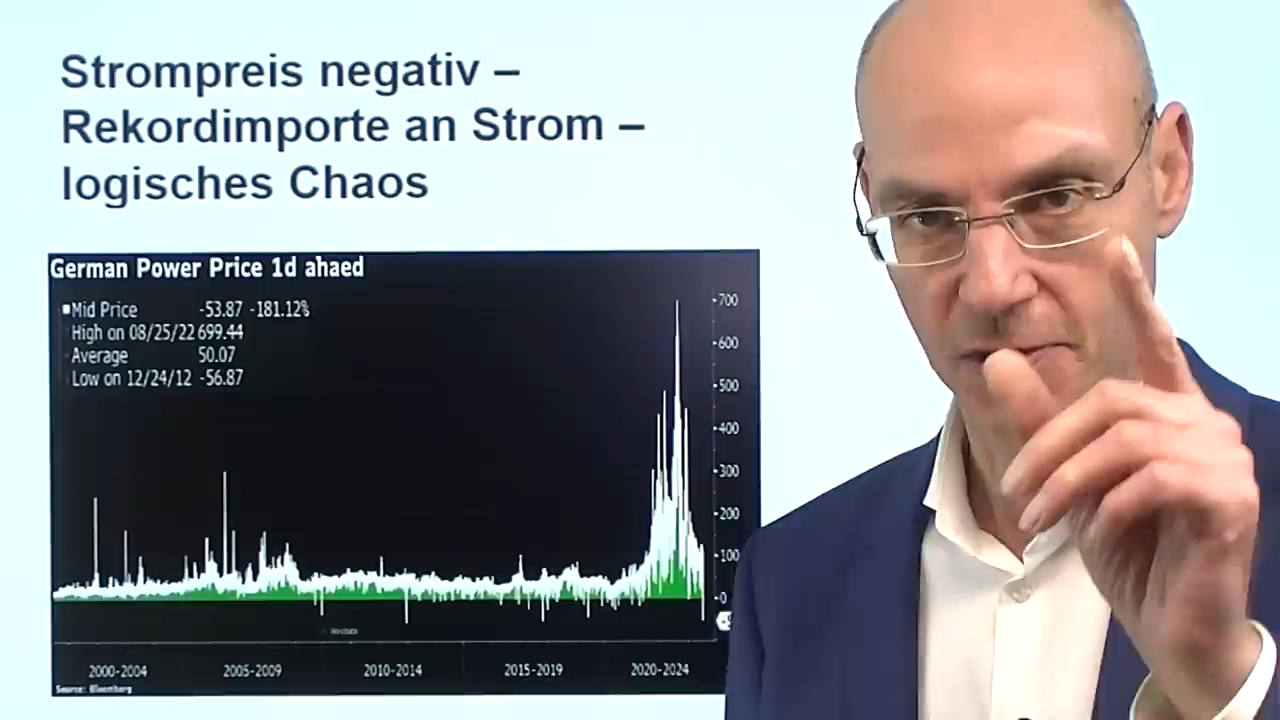 Strompreis negativ –
Rekordimporte an Strom –
logisches Chaos
German Power Price 1d ahaed
Mid Price -53.87 -181.12%
High on 08/25/22 699.44
Average 50.07
Low on 12/24/12 -56.87
700
600
500
400
300
200
100
0
2000-2004 2005-2009 2010-2014 2015-2019 2020-2024
Source: Bloomberg